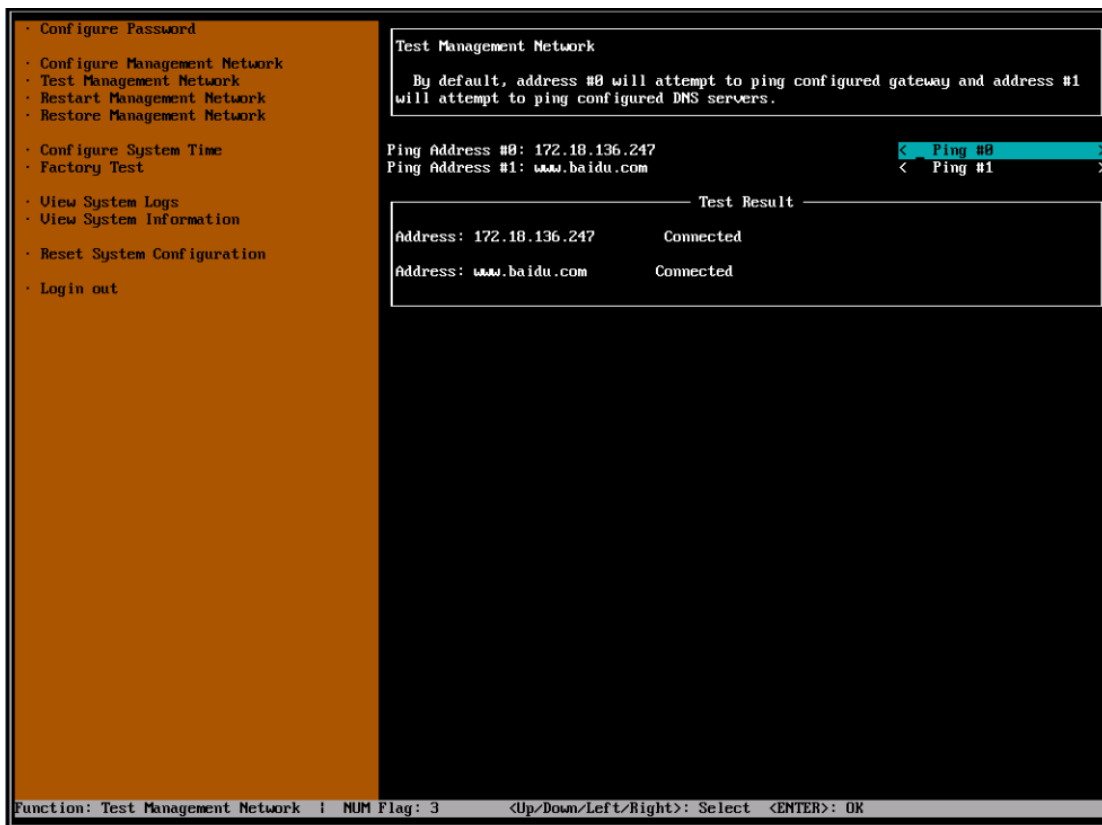 · Configure Password
· Configure Management Network
· Test Management Network
· Restart Management Network
· Restore Management Network
· Configure System Time
· Factory Test
· View System Logs
· View System Information
· Reset System Configuration
· Login out
Test Management Network
By default, address #0 will attempt to ping configured gateway and address #1
will attempt to ping configured DNS servers.
Ping Address #0: 172.18.136.247 < _ Ping #0 >
Ping Address #1: www.baidu.com < Ping #1 >
Test Result
Address: 172.18.136.247 Connected
Address: www.baidu.com Connected
Function: Test Management Network | NUM Flag: 3 <Up/Down/Left/Right>: Select <ENTER>: OK